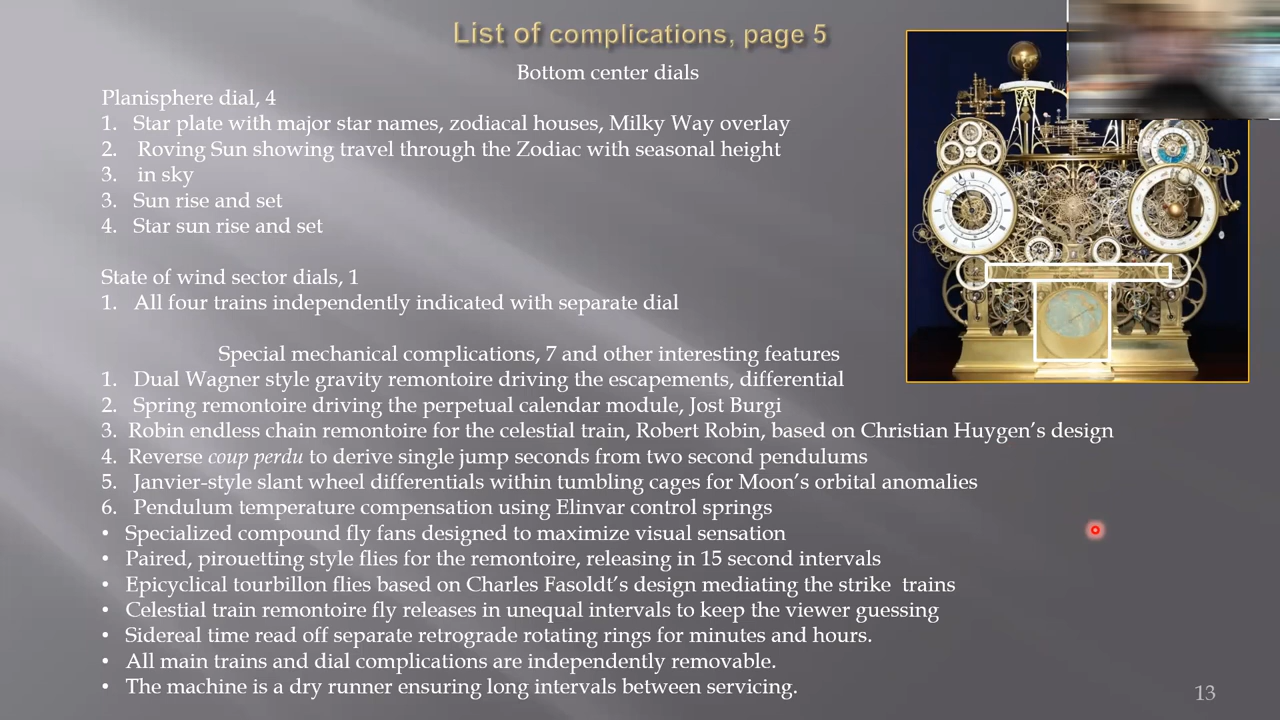 List of complications, page 5
Bottom center dials
Planisphere dial, 4
1. Star plate with major star names, zodiacal houses, Milky Way overlay
2. Roving Sun showing travel through the Zodiac with seasonal height
3. in sky
3. Sun rise and set
4. Star sun rise and set
State of wind sector dials, 1
1. All four trains independently indicated with separate dial
Special mechanical complications, 7 and other interesting features
1. Dual Wagner style gravity remontoire driving the escapements, differential
2. Spring remontoire driving the perpetual calendar module, Jost Burgi
3. Robin endless chain remontoire for the celestial train, Robert Robin, based on Christian Huygen’s design
4. Reverse coup perdu to derive single jump seconds from two second pendulums
5. Janvier-style slant wheel differentials within tumbling cages for Moon’s orbital anomalies
6. Pendulum temperature compensation using Elinvar control springs
• Specialized compound fly fans designed to maximize visual sensation
• Paired, pirouetting style flies for the remontoire, releasing in 15 second intervals
• Epicyclical tourbillon flies based on Charles Fasoldt’s design mediating the strike trains
• Celestial train remontoire fly releases in unequal intervals to keep the viewer guessing
• Sidereal time read off separate retrograde rotating rings for minutes and hours.
• All main trains and dial complications are independently removable.
• The machine is a dry runner ensuring long intervals between servicing.
13